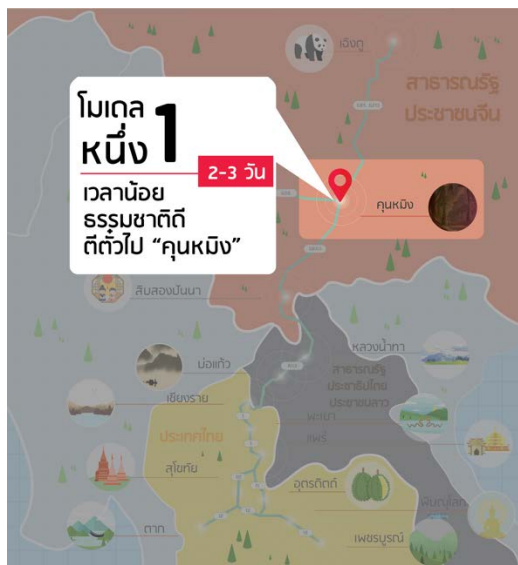 เฉิงตู
สาธารณรัฐ
ประชาชนจีน
โมเดล
หนึ่ง 1
2-3 วัน
เวลาน้อย
ธรรมชาติดี
ตีตั๋วไป “คุนหมิง”
คุนหมิง
สิบสองปันนา
บ่อแก้ว
หลวงน้ำทา
สาธารณรัฐ
ประชาธิปไตย
ประชาชนลาว
เชียงราย
พะเยา
แพร่
ประเทศไทย
สุโขทัย
อุตรดิตถ์
พิษณุโลก
ตาก
เพชรบูรณ์